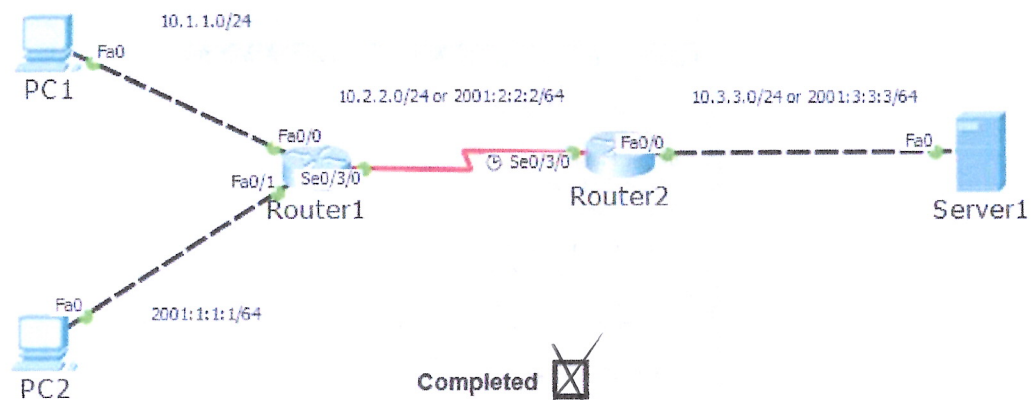 10.1.1.0/24
Fa0
PC1
10.2.2.0/24 or 2001:2:2:2/64
10.3.3.0/24 or 2001:3:3:3/64
Fa0/0
Fa0/1
Se0/3/0
Router1
Se0/3/0
Fa0/0
Router2
Fa0
Server1
Fa0
2001:1:1:1/64
PC2
Completed